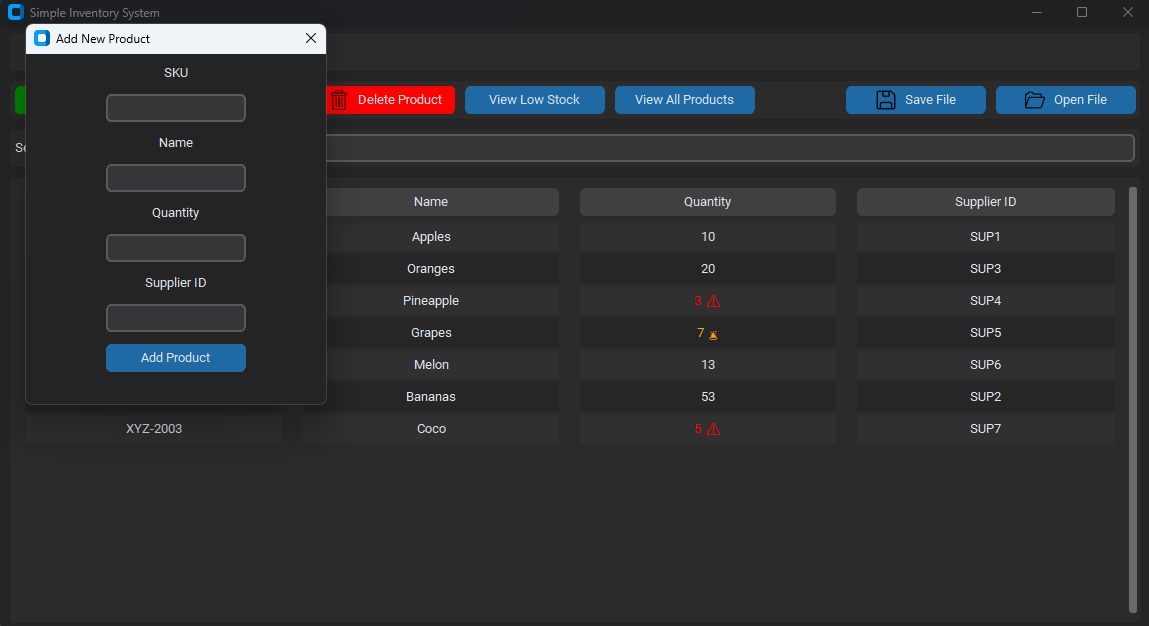 Simple Inventory System
Add New Product
SKU
Name
Quantity
Supplier ID
Add Product
Delete Product View Low Stock View All Products Save File Open File
Name Quantity Supplier ID
Apples 10 SUP1
Oranges 20 SUP3
Pineapple 3 SUP4
Grapes 7 SUP5
Melon 13 SUP6
Bananas 53 SUP2
XYZ-2003 Coco 5 SUP7